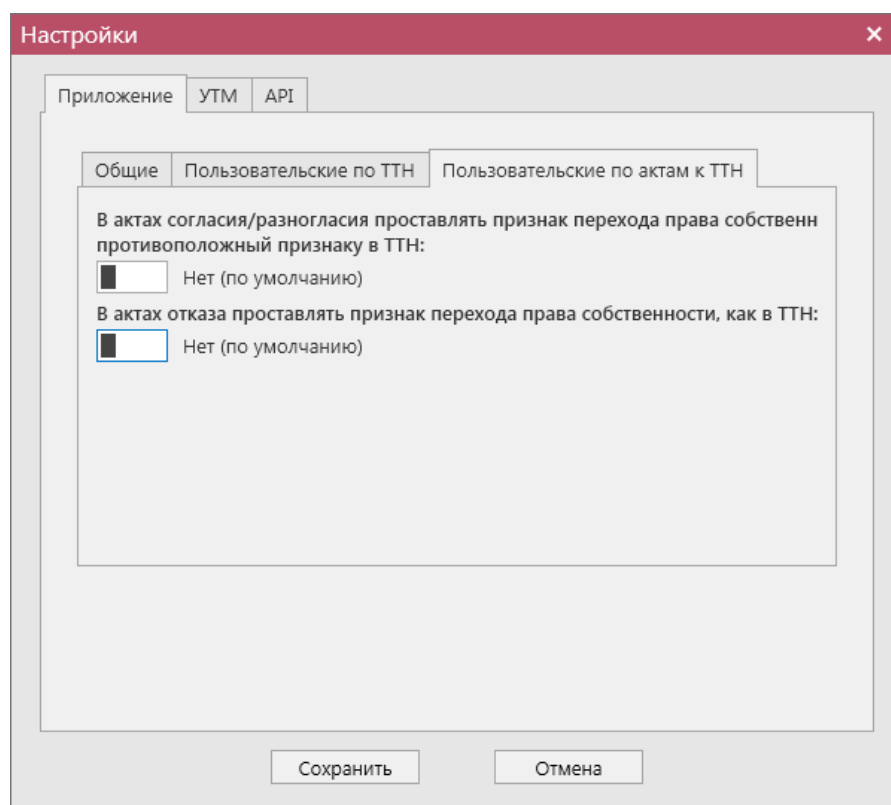 Настройки
Приложение УТМ API
Общие Пользовательские по ТТН Пользовательские по актам к ТТН
В актах согласия/разногласия проставлять признак перехода права собственн
противоположный признаку в ТТН:
Нет (по умолчанию)
В актах отказа проставлять признак перехода права собственности, как в ТТН:
Нет (по умолчанию)
Сохранить Отмена